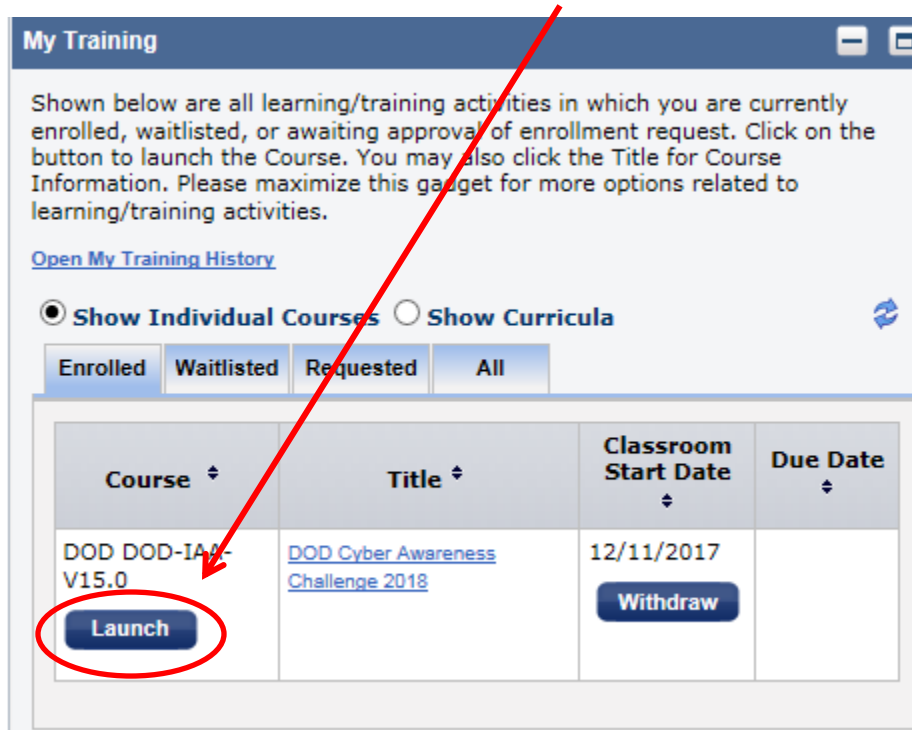 My Training
Shown below are all learning/training activities in which you are currently
enrolled, waitlisted, or awaiting approval of enrollment request. Click on the
button to launch the Course. You may also click the Title for Course
Information. Please maximize this gadget for more options related to
learning/training activities.
Open My Training History
Show Individual Courses Show Curricula
Enrolled Waitlisted Requested All
Course Title Classroom Start Date Due Date
DOD DOD-IAA-
V15.0
Launch
DOD Cyber Awareness
Challenge 2018
12/11/2017
Withdraw